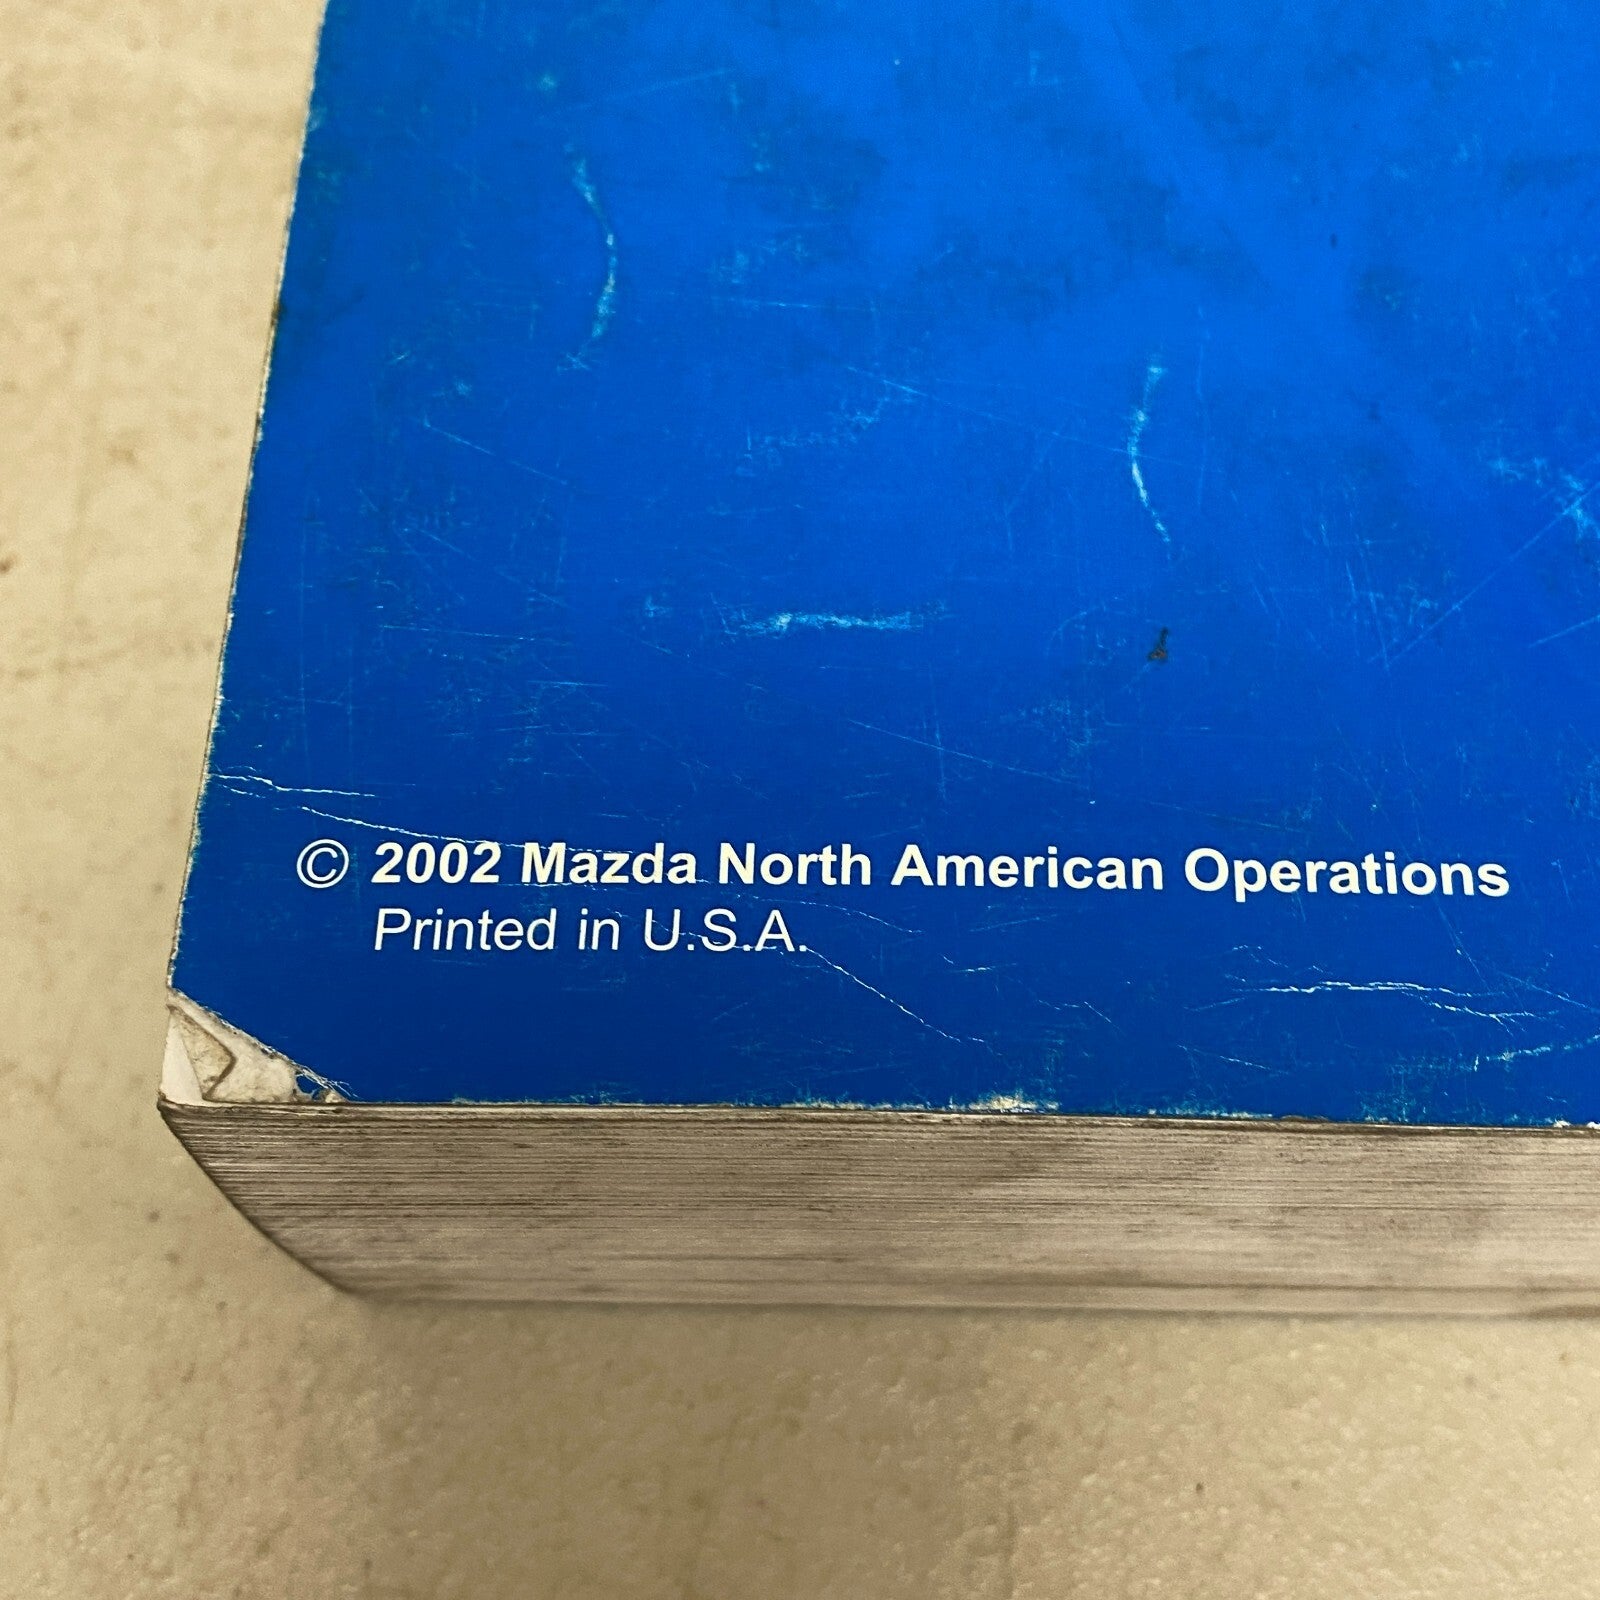 © 2002 Mazda North American Operations
Printed in U.S.A.